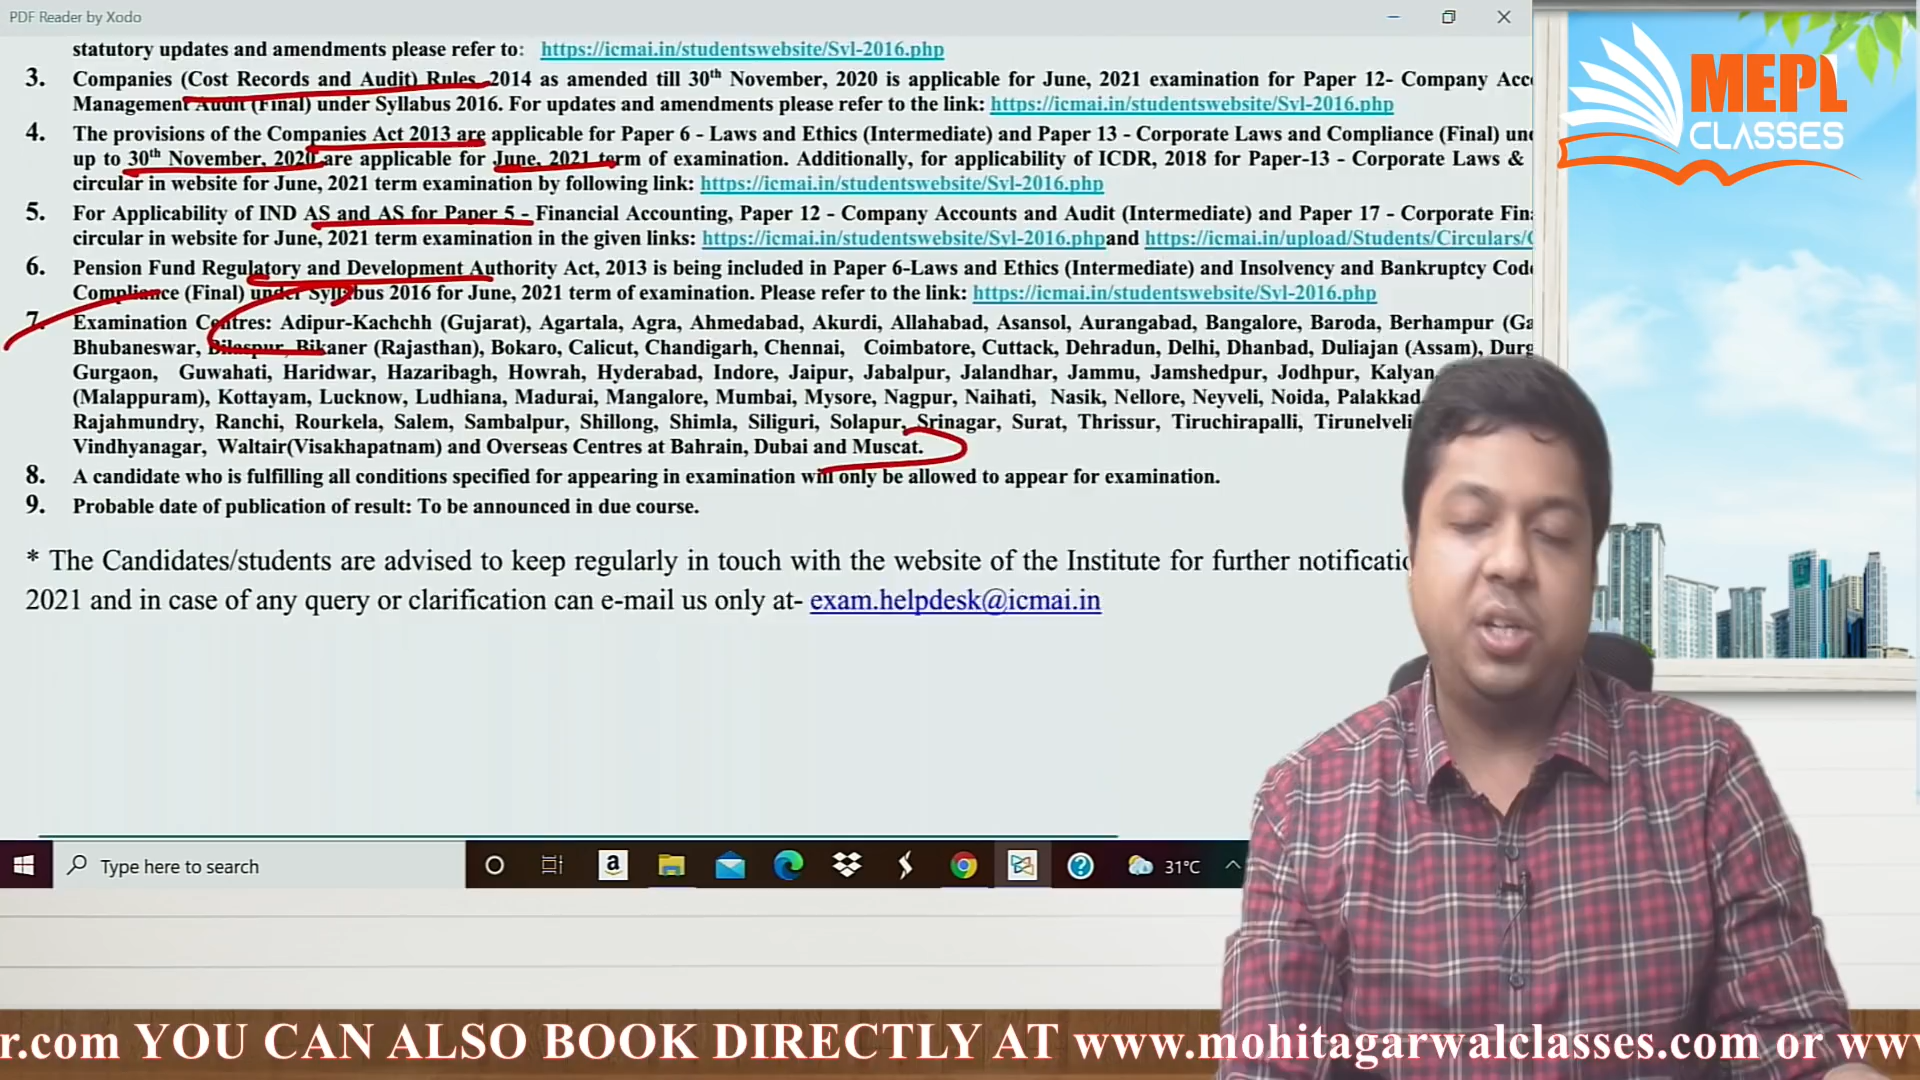 PDF Reader by Xodo
statutory updates and amendments please refer to: https://icmai.in/studentswebsite/Svl-2016.php
3. Companies (Cost Records and Audit) Rules 2014 as amended till 30th November, 2020 is applicable for June, 2021 examination for Paper 12- Company Acc
Management Audit (Final) under Syllabus 2016. For updates and amendments please refer to the link: https://icmai.in/studentswebsite/Svl-2016.php
4. The provisions of the Companies Act 2013 are applicable for Paper 6 - Laws and Ethics (Intermediate) and Paper 13 - Corporate Laws and Compliance (Final) und
up to 30th November, 2020 are applicable for June, 2021 term of examination. Additionally, for applicability of ICDR, 2018 for Paper-13 - Corporate Laws &
circular in website for June, 2021 term examination by following link: https://icmai.in/studentswebsite/Svl-2016.php
5. For Applicability of IND AS and AS for Paper 5 - Financial Accounting, Paper 12 - Company Accounts and Audit (Intermediate) and Paper 17 - Corporate Fin
circular in website for June, 2021 term examination in the given links: https://icmai.in/studentswebsite/Svl-2016.phpand https://icmai.in/upload/Students/Circulars/
6. Pension Fund Regulatory and Development Authority Act, 2013 is being included in Paper 6-Laws and Ethics (Intermediate) and Insolvency and Bankruptcy Code
Compliance (Final) under Syllabus 2016 for June, 2021 term of examination. Please refer to the link: https://icmai.in/studentswebsite/Svl-2016.php
7. Examination Centres: Adipur-Kachchh (Gujarat), Agartala, Agra, Ahmedabad, Akurdi, Allahabad, Asansol, Aurangabad, Bangalore, Baroda, Berhampur (Ga
Bhubaneswar, Bilaspur, Bikaner (Rajasthan), Bokaro, Calicut, Chandigarh, Chennai, Coimbatore, Cuttack, Dehradun, Delhi, Dhanbad, Duliajan (Assam), Durg
Gurgaon, Guwahati, Haridwar, Hazaribagh, Howrah, Hyderabad, Indore, Jaipur, Jabalpur, Jalandhar, Jammu, Jamshedpur, Jodhpur, Kalyan,
(Malappuram), Kottayam, Lucknow, Ludhiana, Madurai, Mangalore, Mumbai, Mysore, Nagpur, Naihati, Nasik, Nellore, Neyveli, Noida, Palakkad,
Rajahmundry, Ranchi, Rourkela, Salem, Sambalpur, Shillong, Shimla, Siliguri, Solapur, Srinagar, Surat, Thrissur, Tiruchirapalli, Tirunelveli
Vindhyanagar, Waltair(Visakhapatnam) and Overseas Centres at Bahrain, Dubai and Muscat.
8. A candidate who is fulfilling all conditions specified for appearing in examination will only be allowed to appear for examination.
9. Probable date of publication of result: To be announced in due course.
* The Candidates/students are advised to keep regularly in touch with the website of the Institute for further notificatio
2021 and in case of any query or clarification can e-mail us only at- exam.helpdesk@icmai.in
MEPL
CLASSES
Type here to search
31°C
r.com YOU CAN ALSO BOOK DIRECTLY AT www.mohitagarwalclasses.com or ww